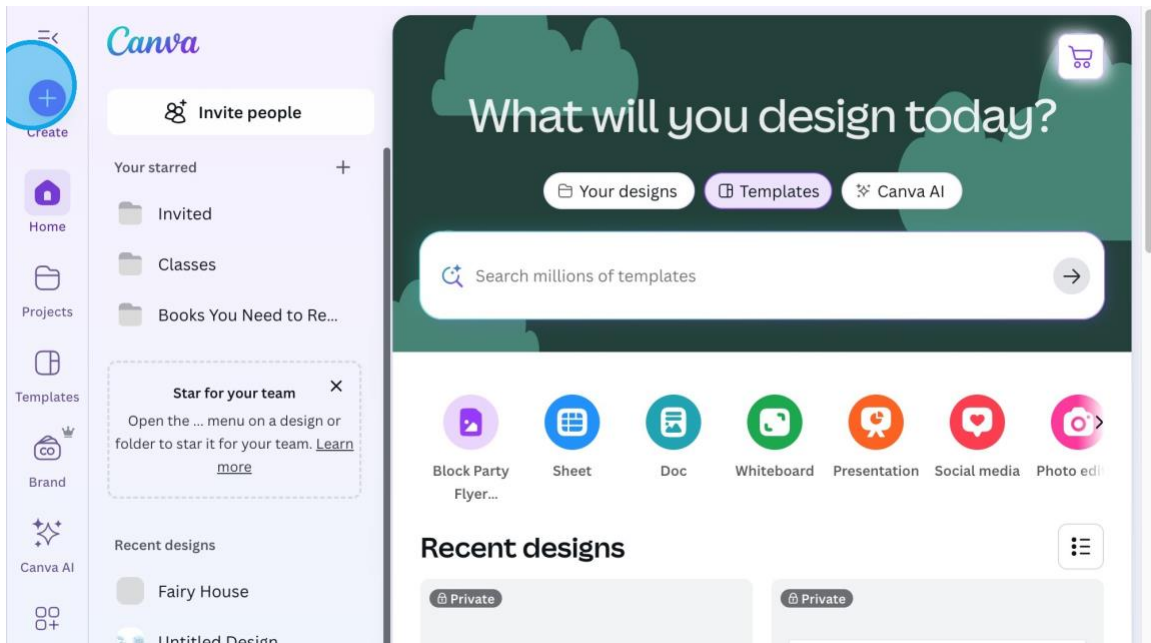 Create
Home
Projects
Templates
Brand
Canva AI
Canva
Invite people
Your starred
Invited
Classes
Books You Need to Re...
Star for your team
Open the ... menu on a design or
folder to star it for your team. Learn
more
Recent designs
Fairy House
Untitled Design
What will you design today?
Your designs
Templates
Canva AI
Search millions of templates
Block Party
Flyer...
Sheet
Doc
Whiteboard
Presentation
Social media
Photo edi
Recent designs
Private
Private